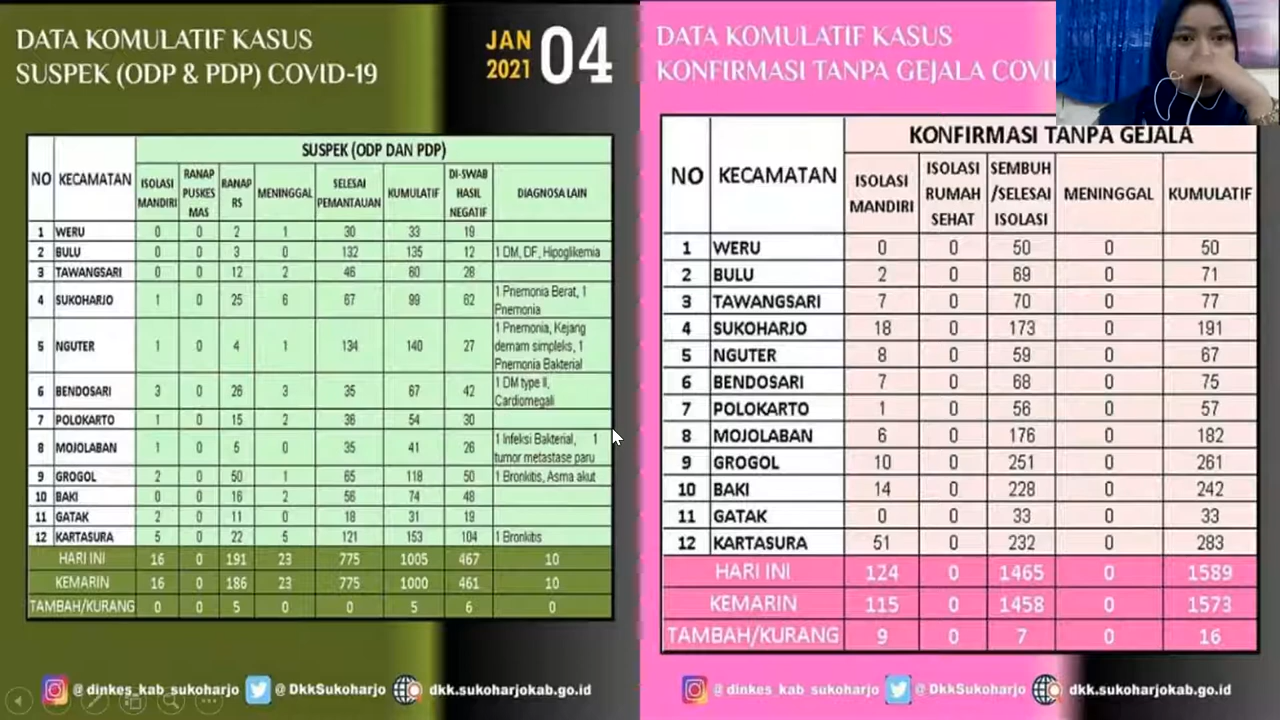 DATA KOMULATIF KASUS
SUSPEK (ODP & PDP) COVID-19
JAN
2021
04
SUSPEK (ODP DAN PDP)
NO KECAMATAN ISOLASI MANDIRI RANAP PUSKES MAS RANAP RS MENINGGAL SELESAI PEMANTAUAN KUMULATIF DI-SWAB HASIL NEGATIF DIAGNOSA LAIN
1 WERU 0 0 2 1 30 33 19
2 BULU 0 0 3 0 132 135 12 1 DM, DF, Hipoglikemia
3 TAWANGSARI 0 0 12 2 46 60 28
4 SUKOHARJO 1 0 25 6 67 99 62 1 Pnemonia Berat, 1 Pnemonia
5 NGUTER 1 0 4 1 134 140 27 1 Pnemonia, Kejang demam simpleks, 1 Pnemonia Bakterial
6 BENDOSARI 3 0 26 3 35 67 42 1 DM type II, Cardiomegali
7 POLOKARTO 1 0 15 2 36 54 30
8 MOJOLABAN 1 0 5 0 35 41 26 1 Infeksi Bakterial, 1 tumor metastase paru
9 GROGOL 2 0 50 1 65 118 50 1 Bronkitis, Asma akut
10 BAKI 0 0 16 2 56 74 48
11 GATAK 2 0 11 0 18 31 19
12 KARTASURA 5 0 22 5 121 153 104 1 Bronkitis
HARI INI 16 0 191 23 775 1005 467 10
KEMARIN 16 0 186 23 775 1000 461 10
TAMBAH/KURANG 0 0 5 0 0 5 6 0
@dinkes_kab_sukoharjo @DkkSukoharjo dkk.sukoharjokab.go.id
DATA KOMULATIF KASUS
KONFIRMASI TANPA GEJALA COVI
KONFIRMASI TANPA GEJALA
NO KECAMATAN ISOLASI MANDIRI ISOLASI RUMAH SEHAT SEMBUH /SELESAI ISOLASI MENINGGAL KUMULATIF
1 WERU 0 0 50 0 50
2 BULU 2 0 69 0 71
3 TAWANGSARI 7 0 70 0 77
4 SUKOHARJO 18 0 173 0 191
5 NGUTER 8 0 59 0 67
6 BENDOSARI 7 0 68 0 75
7 POLOKARTO 1 0 56 0 57
8 MOJOLABAN 6 0 176 0 182
9 GROGOL 10 0 251 0 261
10 BAKI 14 0 228 0 242
11 GATAK 0 0 33 0 33
12 KARTASURA 51 0 232 0 283
HARI INI 124 0 1465 0 1589
KEMARIN 115 0 1458 0 1573
TAMBAH/KURANG 9 0 7 0 16
@dinkes_kab_sukoharjo @DkkSukoharjo dkk.sukoharjokab.go.id